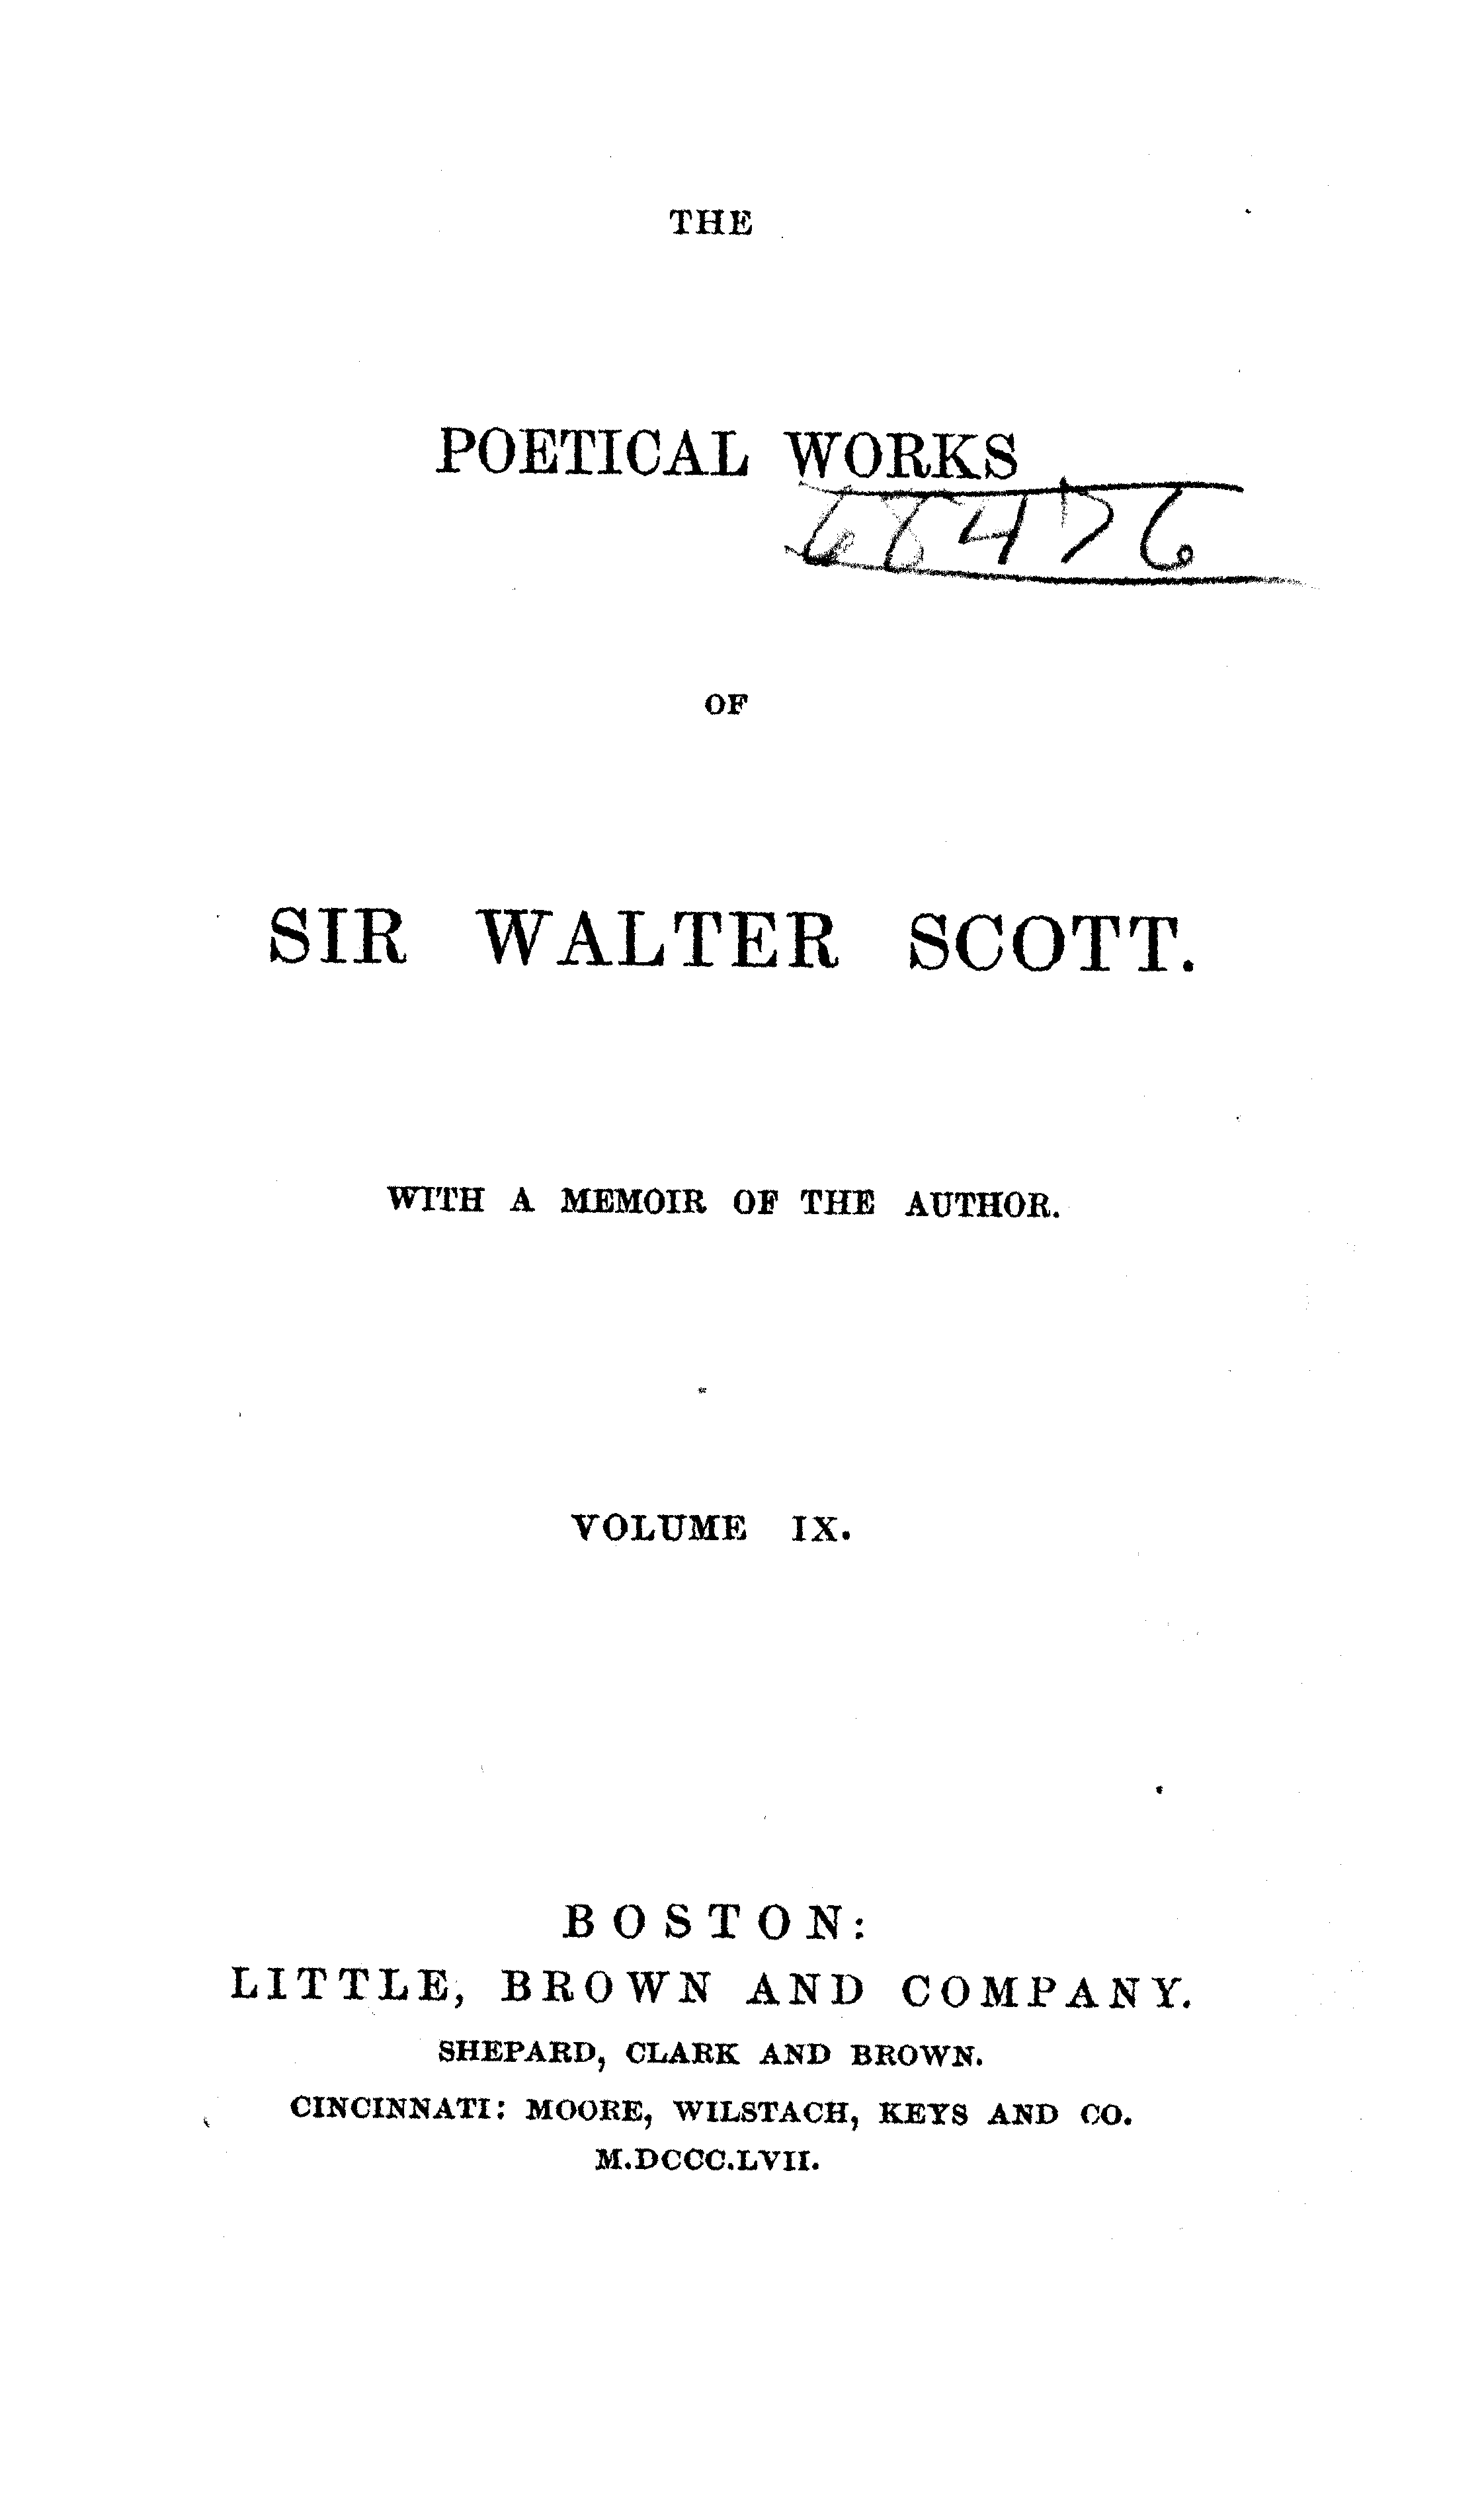 THE
POETICAL WORKS
68476
OF
SIR WALTER SCOTT.
WITH A MEMOIR OF THE AUTHOR.
VOLUME IX.
BOSTON:
LITTLE, BROWN AND COMPANY.
SHEPARD, CLARK AND BROWN.
CINCINNATI: MOORE, WILSTACH, KEYS AND CO.
M.DCCC.LVII.